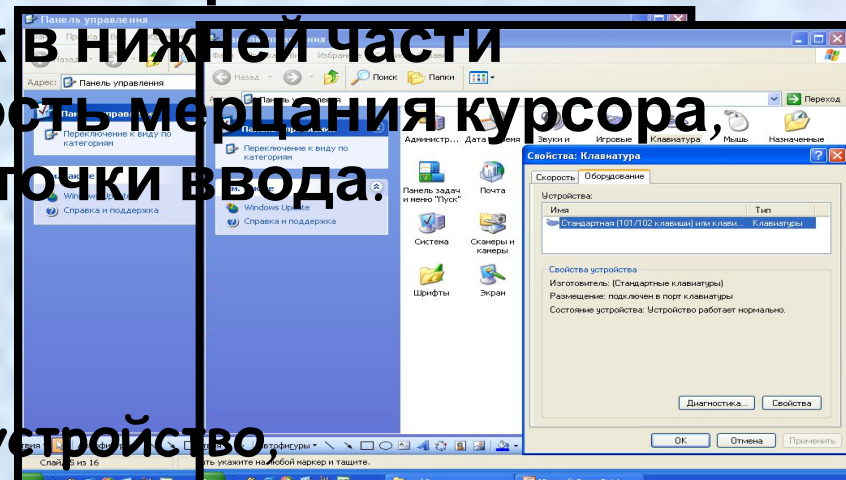 Панель управления
к в нижней части
Назад
Поиск
Папки
Адрес: Панель управления
Переход
ость мерцания курсора,
точки ввода.
Переключение к виду по
категориям
Переключение к виду по
категориям
Windows Update
Справка и поддержка
Windows Update
Справка и поддержка
Администр...
Дата
Звуки и
Игровые
Клавиатура
Мышь
Назначенные
Панель задач
и меню "Пуск"
Почта
Система
Сканеры и
камеры
Шрифты
Экран
Свойства: Клавиатура
Скорость
Оборудование
Устройства:
Имя
Тип
Стандартная (101/102 клавиши) или клави...
Клавиатуры
Свойства устройства
Изготовитель: (Стандартные клавиатуры)
Размещение: подключен в порт клавиатуры
Состояние устройства: Устройство работает нормально.
Диагностика...
Свойства
OK
Отмена
Применить
устройство,
втофигуры
Слайд 5 из 16
ать укажите на любой маркер и тащите.